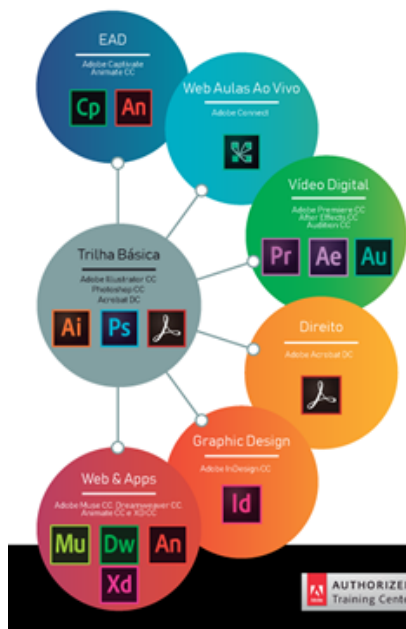 EAD
Adobe Captivate
Animate CC
Cp An
Web Aulas Ao Vivo
Adobe Connect
Vídeo Digital
Adobe Premiere CC
After Effects CC
Audition CC
Pr Ae Au
Trilha Básica
Adobe Illustrator CC
Photoshop CC
Acrobat DC
Ai Ps
Direito
Adobe Acrobat DC
Graphic Design
Adobe InDesign CC
Id
Web & Apps
Adobe Muse CC, Dreamweaver CC
Animate CC e XD CC
Mu Dw An
Xd
AUTHORIZE
Training Cente